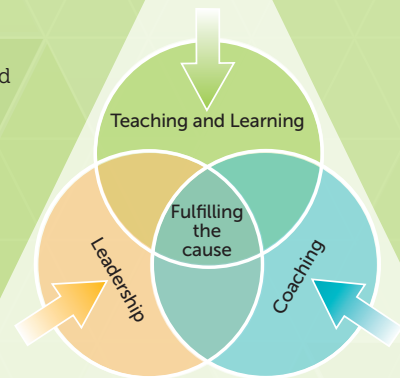 d
Teaching and Learning
Fulfilling
the
cause
Leadership
Coaching